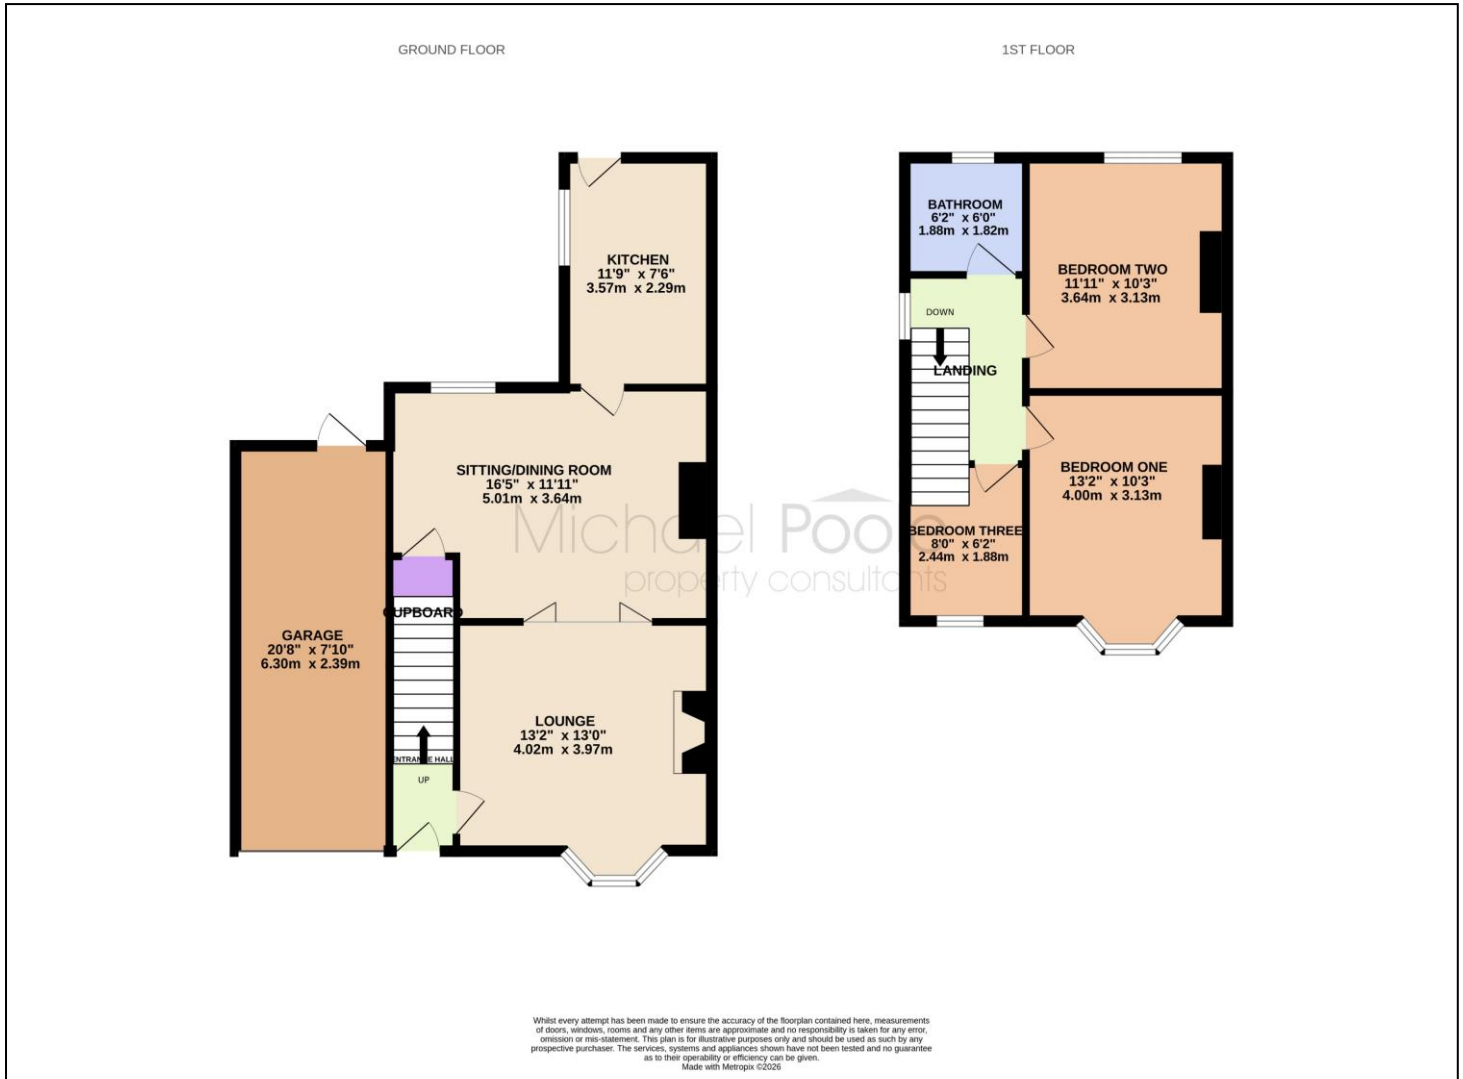 GROUND FLOOR
1ST FLOOR
KITCHEN
11'9" x 7'6"
3.57m x 2.29m
SITTING/DINING ROOM
16'5" x 11'11"
5.01m x 3.64m
CUPBOARD
GARAGE
20'8" x 7'10"
6.30m x 2.39m
LOUNGE
13'2" x 13'0"
4.02m x 3.97m
ENTRANCE HALL
UP
BATHROOM
6'2" x 6'0"
1.88m x 1.82m
BEDROOM TWO
11'11" x 10'3"
3.64m x 3.13m
DOWN
LANDING
BEDROOM ONE
13'2" x 10'3"
4.00m x 3.13m
BEDROOM THREE
8'0" x 6'2"
2.44m x 1.88m
Michael Poole
property consultants
Whilst every attempt has been made to ensure the accuracy of the floorplan contained here, measurements
of doors, windows, rooms and any other items are approximate and no responsibility is taken for any error,
omission or mis-statement. This plan is for illustrative purposes only and should be used as such by any
prospective purchaser. The services, systems and appliances shown have not been tested and no guarantee
as to their operability or efficiency can be given.
Made with Metropix ©2026